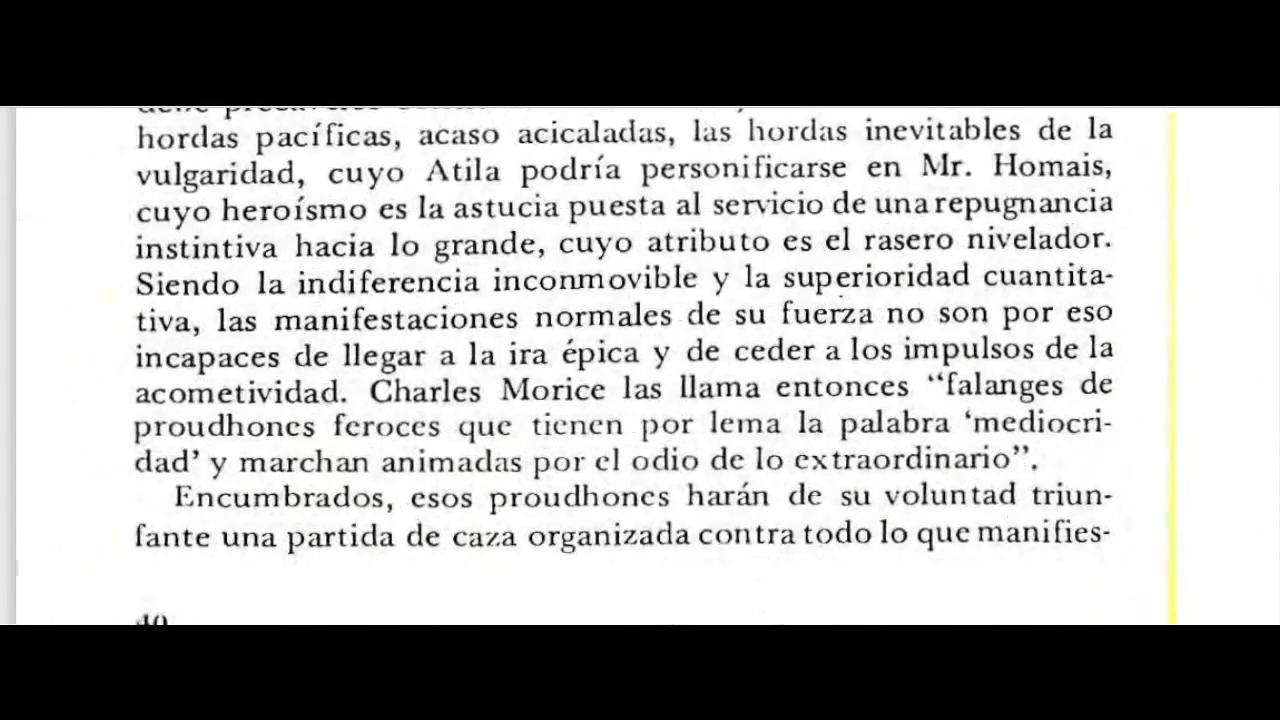 hordas pacíficas, acaso acicaladas, las hordas inevitables de la
vulgaridad, cuyo Atila podría personificarse en Mr. Homais,
cuyo heroísmo es la astucia puesta al servicio de una repugnancia
instintiva hacia lo grande, cuyo atributo es el rasero nivelador.
Siendo la indiferencia inconmovible y la superioridad cuantita-
tiva, las manifestaciones normales de su fuerza no son por eso
incapaces de llegar a la ira épica y de ceder a los impulsos de la
acometividad. Charles Morice las llama entonces “falanges de
proudhones feroces que tienen por lema la palabra ‘mediocri-
dad’ y marchan animadas por el odio de lo extraordinario”.
Encumbrados, esos proudhones harán de su voluntad triun-
fante una partida de caza organizada contra todo lo que manifies-
40